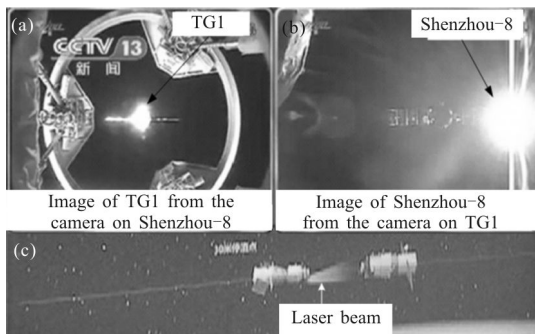 (a)
TG1
CCTV 13
新闻
Image of TG1 from the
camera on Shenzhou-8
(b)
Shenzhou-8
Image of Shenzhou-8
from the camera on TG1
(c)
Laser beam